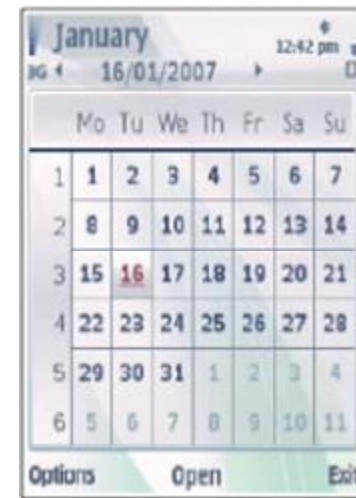 January 12:42 pm
3G 16/01/2007
Mo Tu We Th Fr Sa Su
1 1 2 3 4 5 6 7
2 8 9 10 11 12 13 14
3 15 16 17 18 19 20 21
4 22 23 24 25 26 27 28
5 29 30 31 1 2 3 4
6 5 6 7 8 9 10 11
Options Open Exit